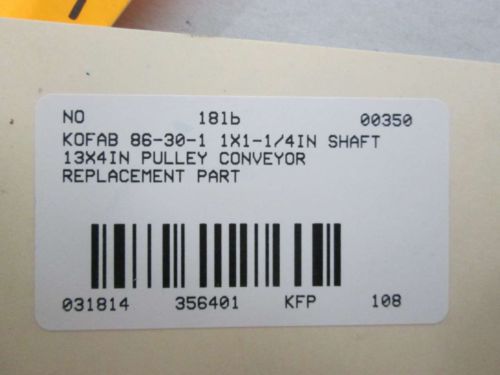 NO 18lb 00350
KOFAB 86-30-1 1X1-1/4IN SHAFT
13X4IN PULLEY CONVEYOR
REPLACEMENT PART
031814 356401 KFP 108